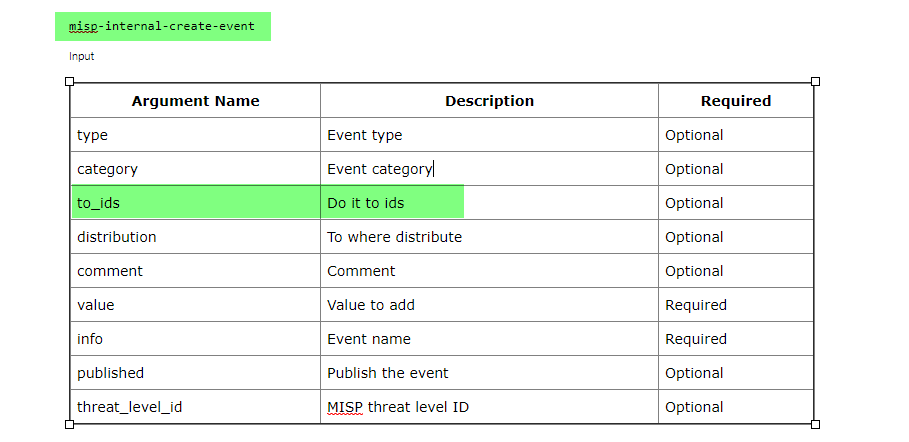 misp-internal-create-event
Input
Argument Name Description Required
type Event type Optional
category Event category Optional
to_ids Do it to ids Optional
distribution To where distribute Optional
comment Comment Optional
value Value to add Required
info Event name Required
published Publish the event Optional
threat_level_id MISP threat level ID Optional